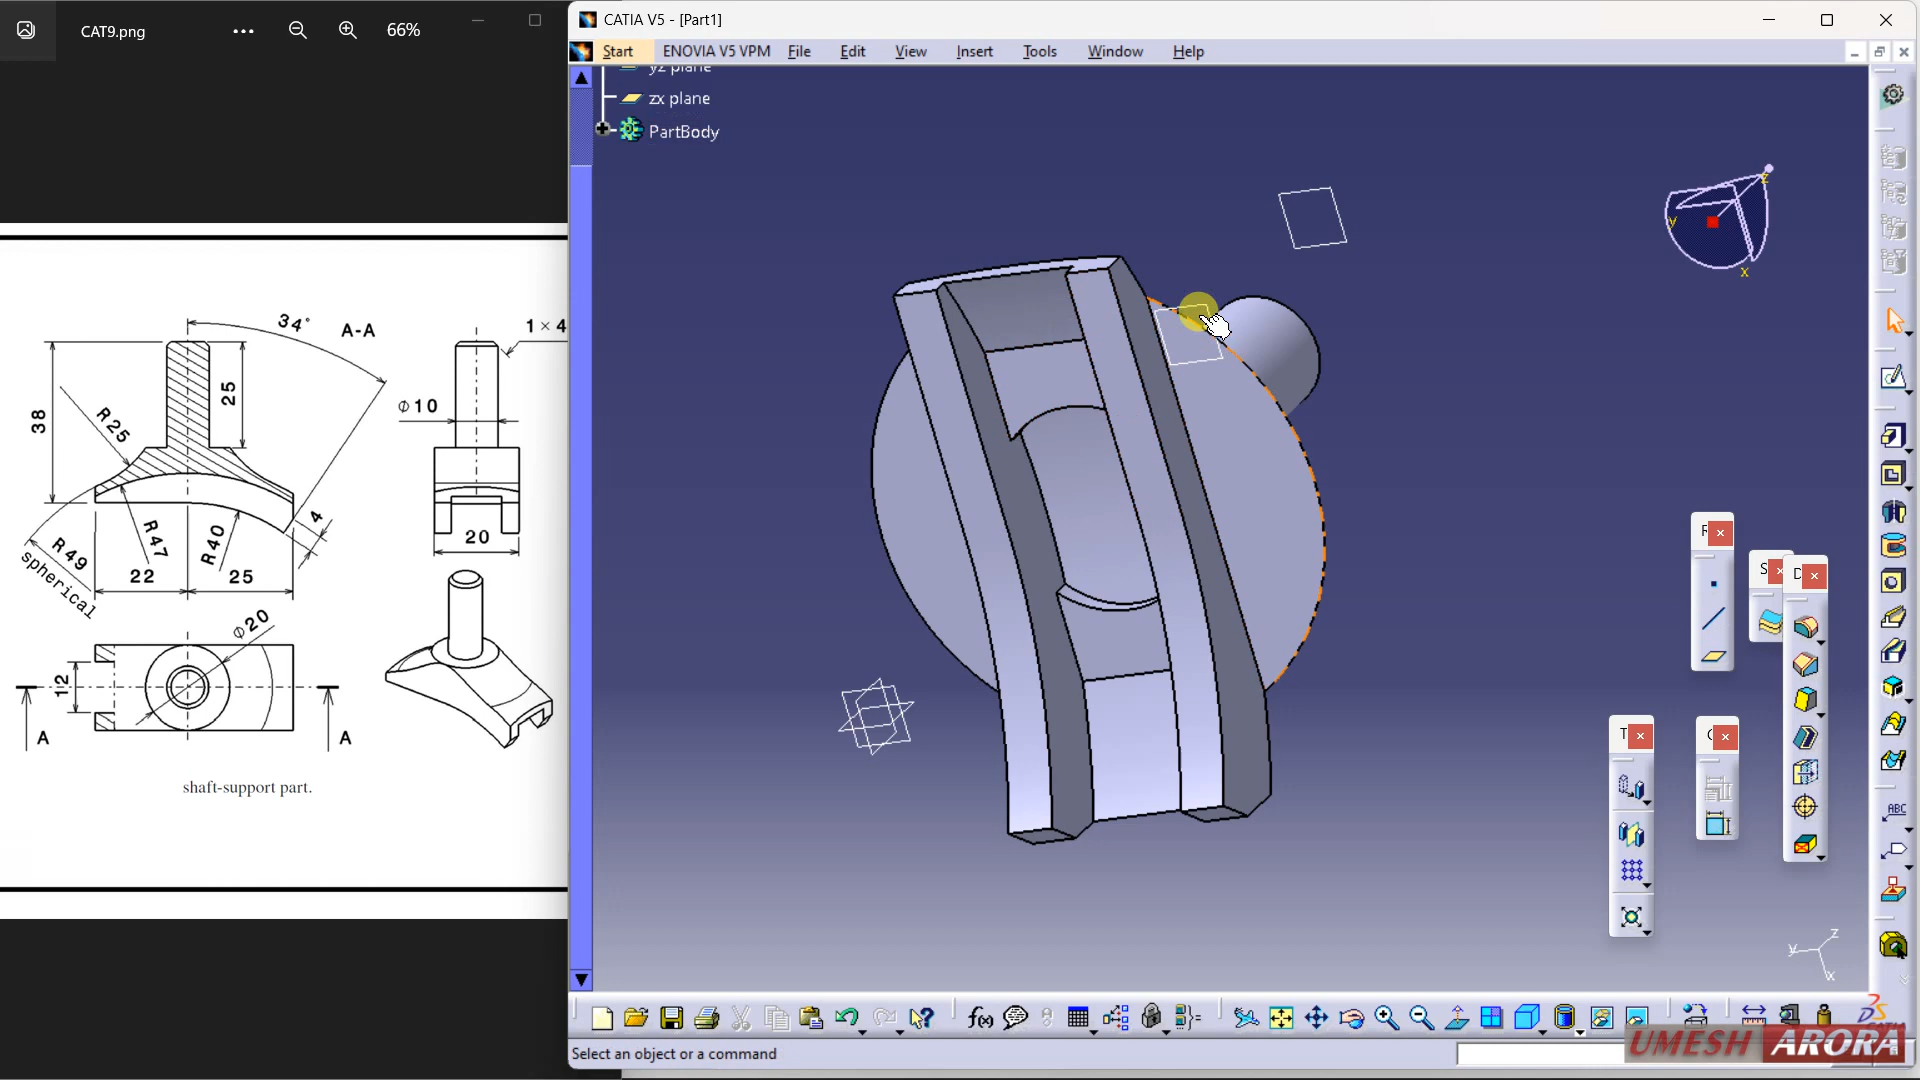 CAT9.png
66%
CATIA V5 - [Part1]
Start
ENOVIA V5 VPM
File
Edit
View
Insert
Tools
Window
Help
yz plane
zx plane
PartBody
z
y
x
34°
A-A
1 × 4
38
R25
25
Φ10
4
R47
R40
R49
spherical
22
25
20
Φ20
12
A
A
shaft-support part.
S
D
T
ABC
z
y
x
f(x)
Select an object or a command
UMESH ARORA